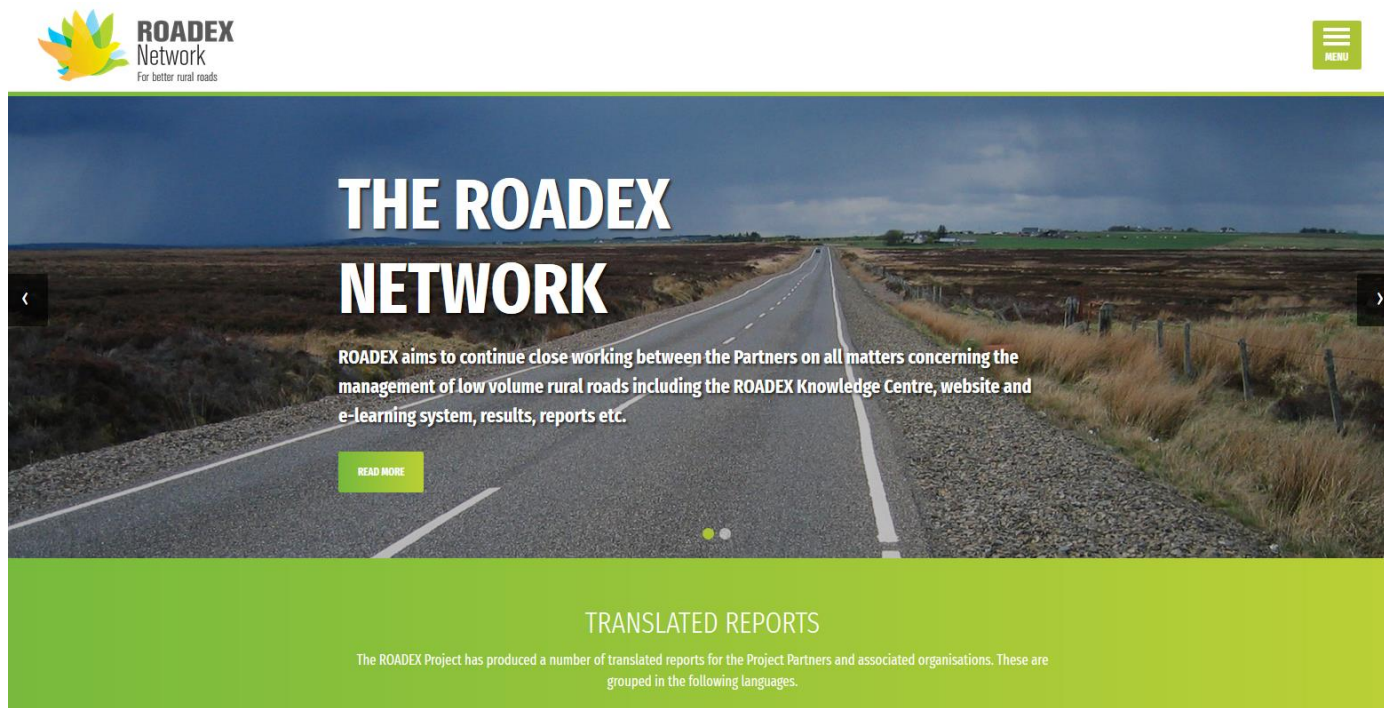 ROADEX
Network
For better rural roads
MENU
THE ROADEX
NETWORK
ROADEX aims to continue close working between the Partners on all matters concerning the
management of low volume rural roads including the ROADEX Knowledge Centre, website and
e-learning system, results, reports etc.
READ MORE
TRANSLATED REPORTS
The ROADEX Project has produced a number of translated reports for the Project Partners and associated organisations. These are
grouped in the following languages.